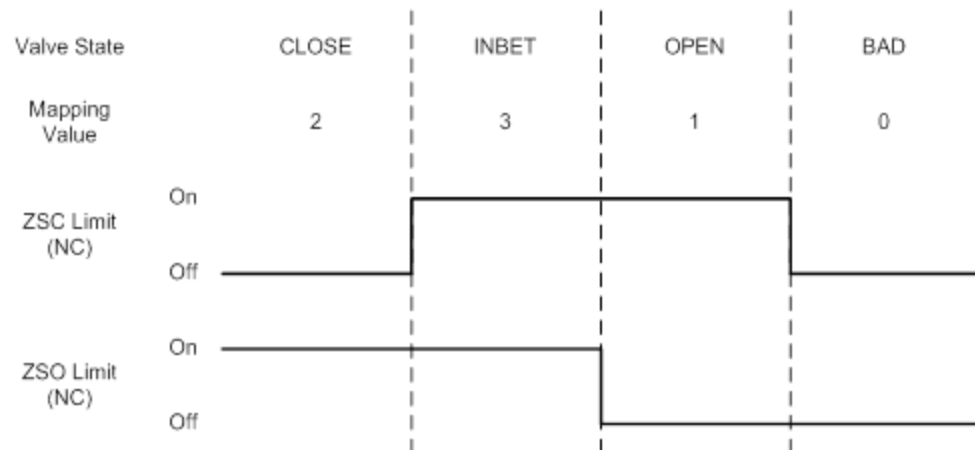 Valve State CLOSE INBET OPEN BAD
Mapping
Value
2 3 1 0
On
ZSC Limit
(NC)
Off
On
ZSO Limit
(NC)
Off